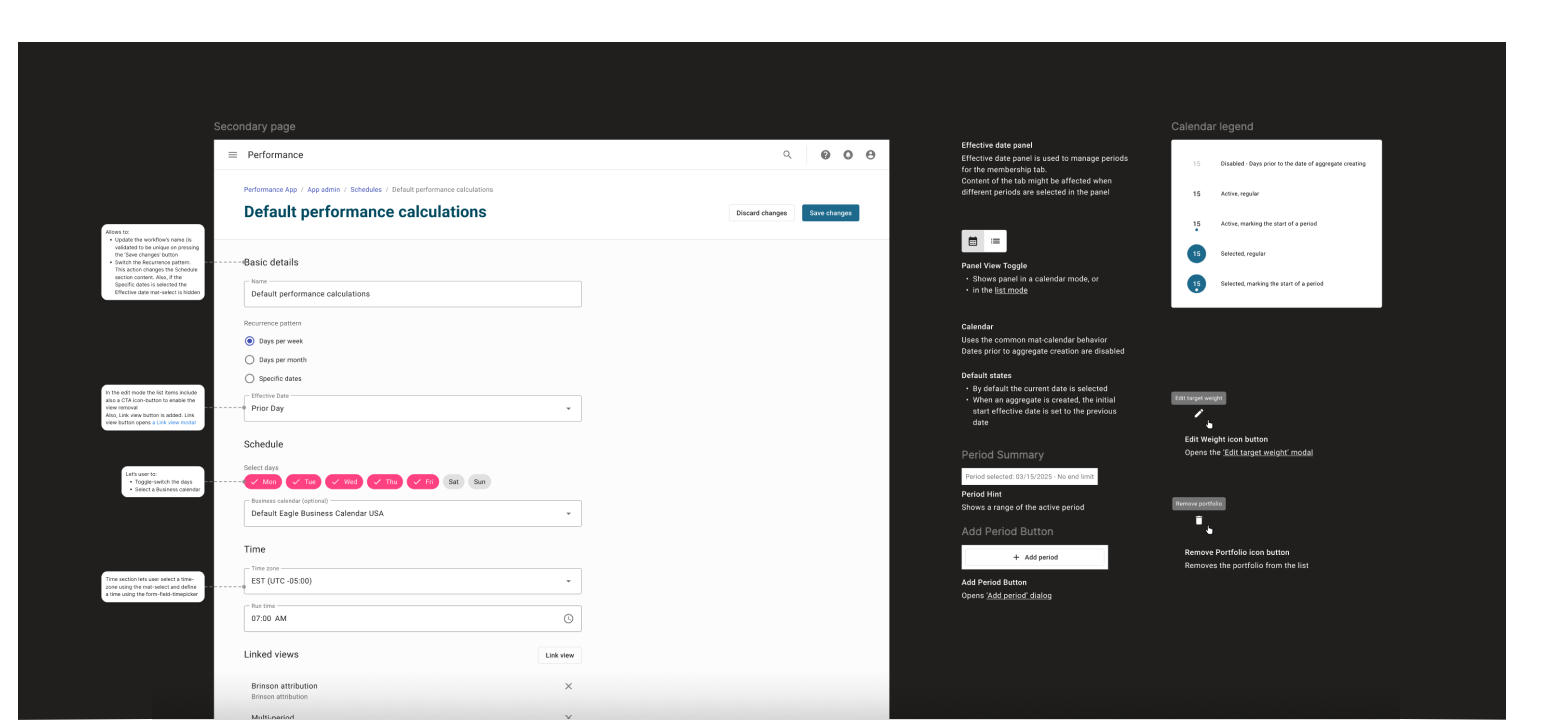 Secondary page
Performance
Performance App / App admin / Schedules / Default performance calculations
Default performance calculations
Discard changes
Save changes
Allows to:
• Update the workflow's name (is
validated to be unique on pressing
the 'Save changes' button
• Switch the Recurrence pattern.
This action changes the Schedule
section content. Also, if the
Specific dates is selected the
Effective date mat-select is hidden
Basic details
Name
Default performance calculations
Recurrence pattern
Days per week
Days per month
Specific dates
In the edit mode the list items include
also a CTA icon-button to enable the
view removal
Also, Link view button is added. Link
view button opens a Link view modal
Effective Date
Prior Day
Schedule
Let's user to:
• Toggle-switch the days
• Select a Business calendar
Select days
Mon
Tue
Wed
Thu
Fri
Sat
Sun
Business calendar (optional)
Default Eagle Business Calendar USA
Time
Time section lets user select a time-
zone using the mat-select and define
a time using the form-field-timepicker
Time zone
EST (UTC -05:00)
Run time
07:00 AM
Linked views
Link view
Brinson attribution
Brinson attribution
Multi-period
Effective date panel
Effective date panel is used to manage periods
for the membership tab.
Content of the tab might be affected when
different periods are selected in the panel
Panel View Toggle
• Shows panel in a calendar mode, or
• in the list mode
Calendar
Uses the common mat-calendar behavior
Dates prior to aggregate creation are disabled
Default states
• By default the current date is selected
• When an aggregate is created, the initial
start effective date is set to the previous
date
Period Summary
Period selected: 03/15/2025 - No end limit
Period Hint
Shows a range of the active period
Add Period Button
+ Add period
Add Period Button
Opens 'Add period' dialog
Calendar legend
15 Disabled - Days prior to the date of aggregate creating
15 Active, regular
15 Active, marking the start of a period
15 Selected, regular
15 Selected, marking the start of a period
Edit target weight
Edit Weight icon button
Opens the 'Edit target weight' modal
Remove portfolio
Remove Portfolio icon button
Removes the portfolio from the list